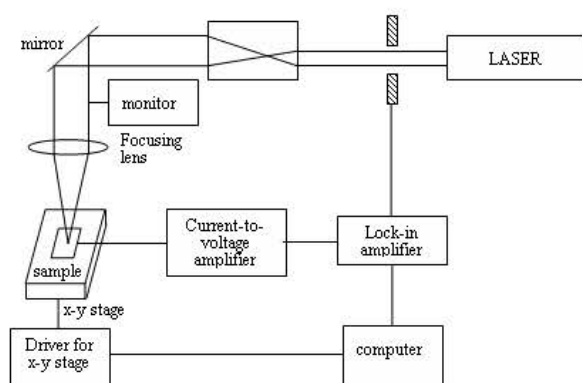 mirror
LASER
monitor
Focusing
lens
Current-to-
voltage
amplifier
Lock-in
amplifier
sample
x-y stage
Driver for
x-y stage
computer